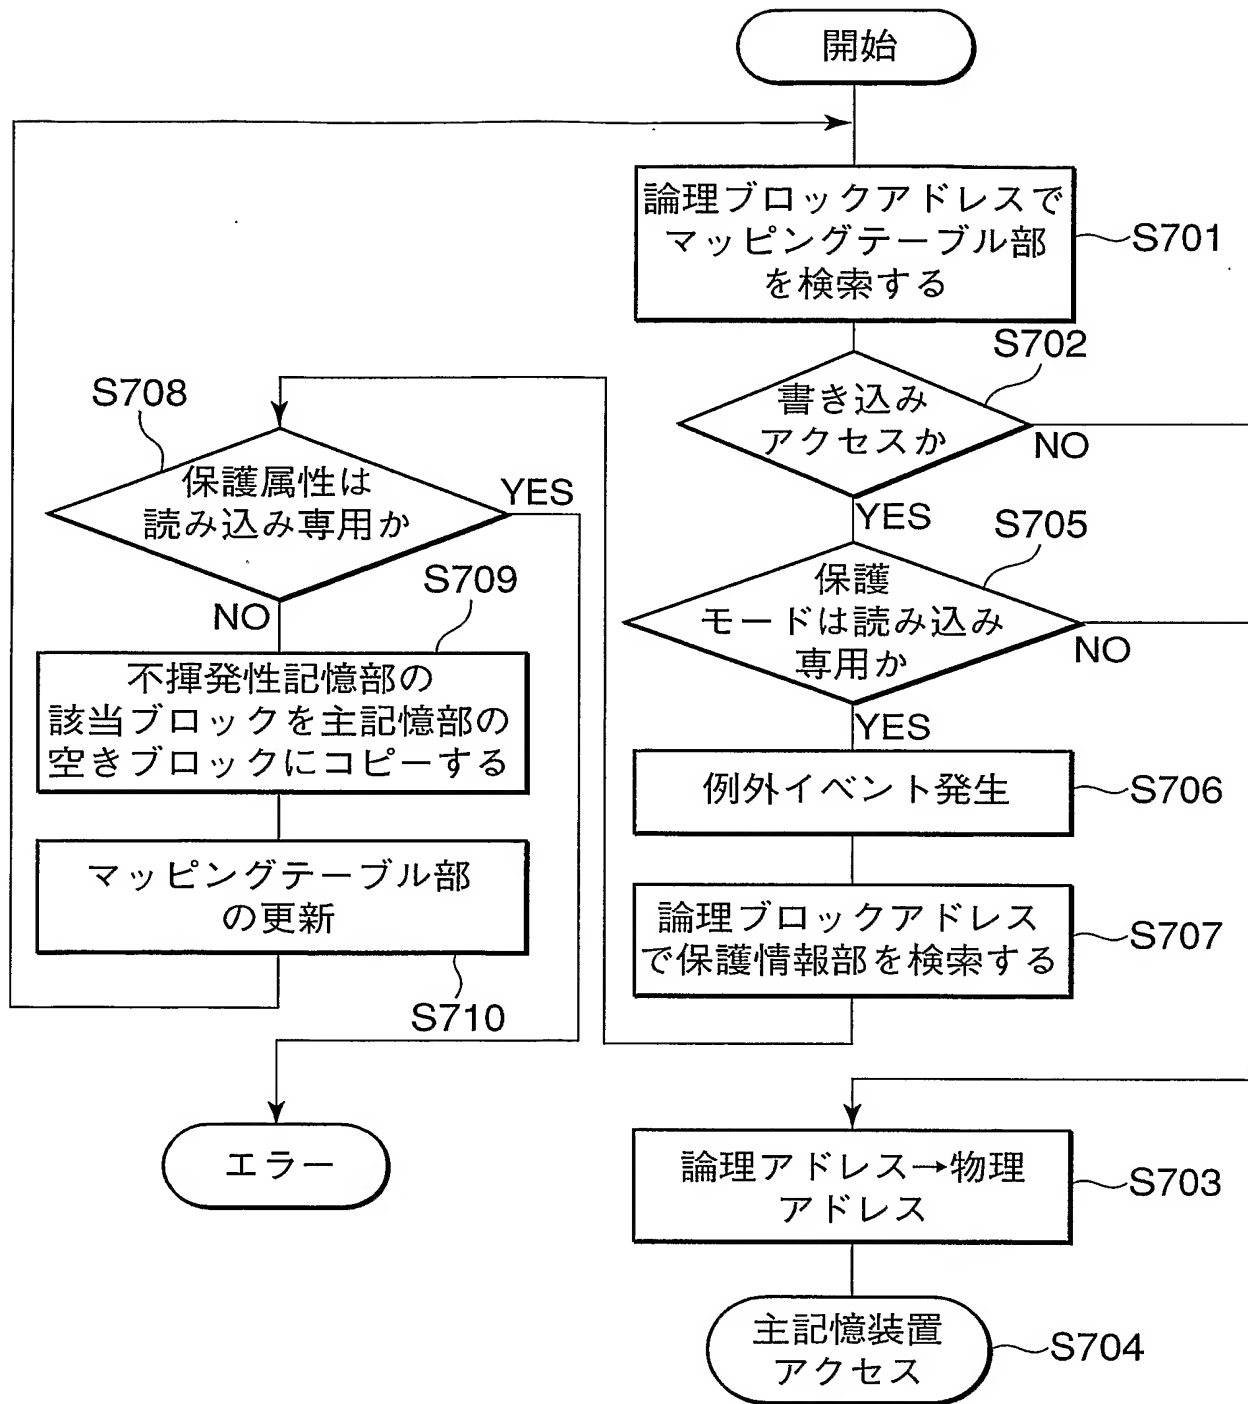 開始
論理ブロックアドレスで
マッピングテーブル部
を検索する
S701
S702
書き込み
アクセスか
NO
YES
S705
保護
モードは読み込み
専用か
NO
YES
例外イベント発生
S706
論理ブロックアドレス
で保護情報部を検索する
S707
S708
保護属性は
読み込み専用か
YES
NO
S709
不揮発性記憶部の
該当ブロックを主記憶部の
空きブロックにコピーする
マッピングテーブル部
の更新
S710
エラー
論理アドレス→物理
アドレス
S703
主記憶装置
アクセス
S704